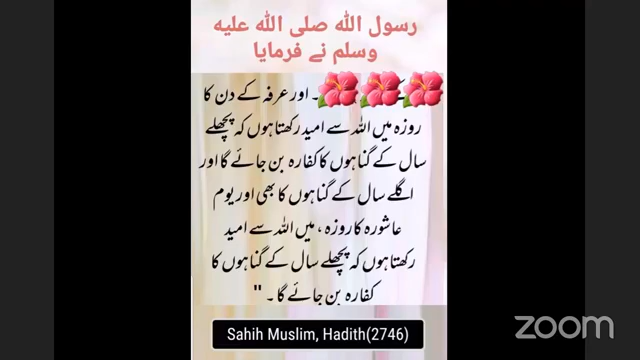 رسول اللہ صلی اللہ علیه
وسلم نے فرمایا
۔ اور عرفہ کے دن کا
روزہ میں اللہ سے امید رکھتا ہوں کہ پچھلے
سال کے گناہوں کا کفارہ بن جائے گا اور
اگلے سال کے گناہوں کا بھی اور یوم
عاشورہ کا روزہ ، میں اللہ سے امید
رکھتا ہوں کہ پچھلے سال کے گناہوں کا
کفارہ بن جائے گا ۔ "
Sahih Muslim, Hadith(2746)
zoom